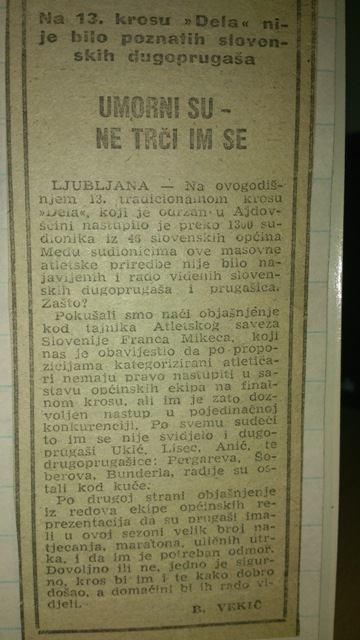 Na 13. krosu »Dela« ni-
je bilo poznatih sloven-
skih dugoprugaša
UMORNI SU –
NE TRČI IM SE
LJUBLJANA — Na ovogodiš-
njem 13. tradicionalnom krosu
»Dela«, koji je održan u Ajdov-
ščini nastupilo je preko 1300 su-
dionika iz 46 slovenskih općina
Među sudionicima ove masovne
atletske priredbe nije bilo na-
javljenih i rado viđenih sloven-
skih dugoprugaša i prugašica.
Zašto?
Pokušali smo naći objašnjenje
kod tajnika Atletskog saveza
Slovenije Franca Mikeca, koji
nas je obavijestio da po propo-
zicijama kategorizirani atletiča-
ri nemaju pravo nastupiti u sa-
stavu općinskih ekipa na final-
nom krosu, ali im je zato doz-
voljen nastup u pojedinačnoj
konkurenciji. Po svemu sudeći
to im se nije svidjelo i dugo-
prugaši Ukić, Lisec, Anić, te
drugoprugašice: Pergareva, Šo-
berova, Bunderla, radije su os-
tali kod kuće.
Po drugoj strani objašnjenje
iz redova ekipe općinskih re-
prezentacija da su prugaši ima-
li u ovoj sezoni velik broj na-
tjecanja, maratona, uličnih utr-
ka, i da im je potreban odmor.
Dovoljno ili ne, jedno je sigur-
no, kros bi im i te kako dobro
došao, a domaćini bi ih rado vi-
djeli.
B. VEKIĆ